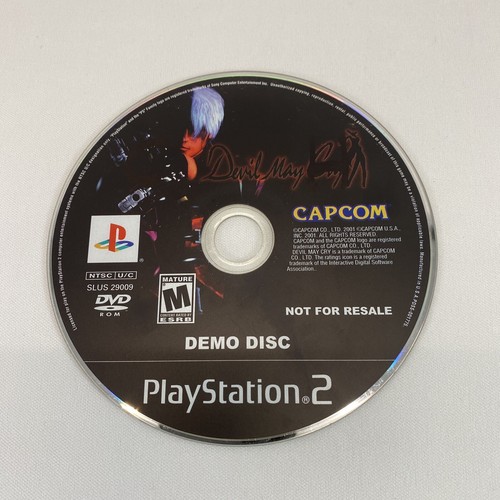 Devil May Cry
CAPCOM
©CAPCOM CO., LTD. 2001 ©CAPCOM U.S.A.,
INC. 2001. ALL RIGHTS RESERVED.
CAPCOM and the CAPCOM logo are registered
trademarks of CAPCOM CO., LTD.
DEVIL MAY CRY is a trademark of CAPCOM
CO., LTD. The ratings icon is a registered
trademark of the Interactive Digital Software
Association.
NTSC U/C
SLUS 29009
DVD
ROM
MATURE
M
CONTENT RATED BY
ESRB
NOT FOR RESALE
DEMO DISC
PlayStation®2